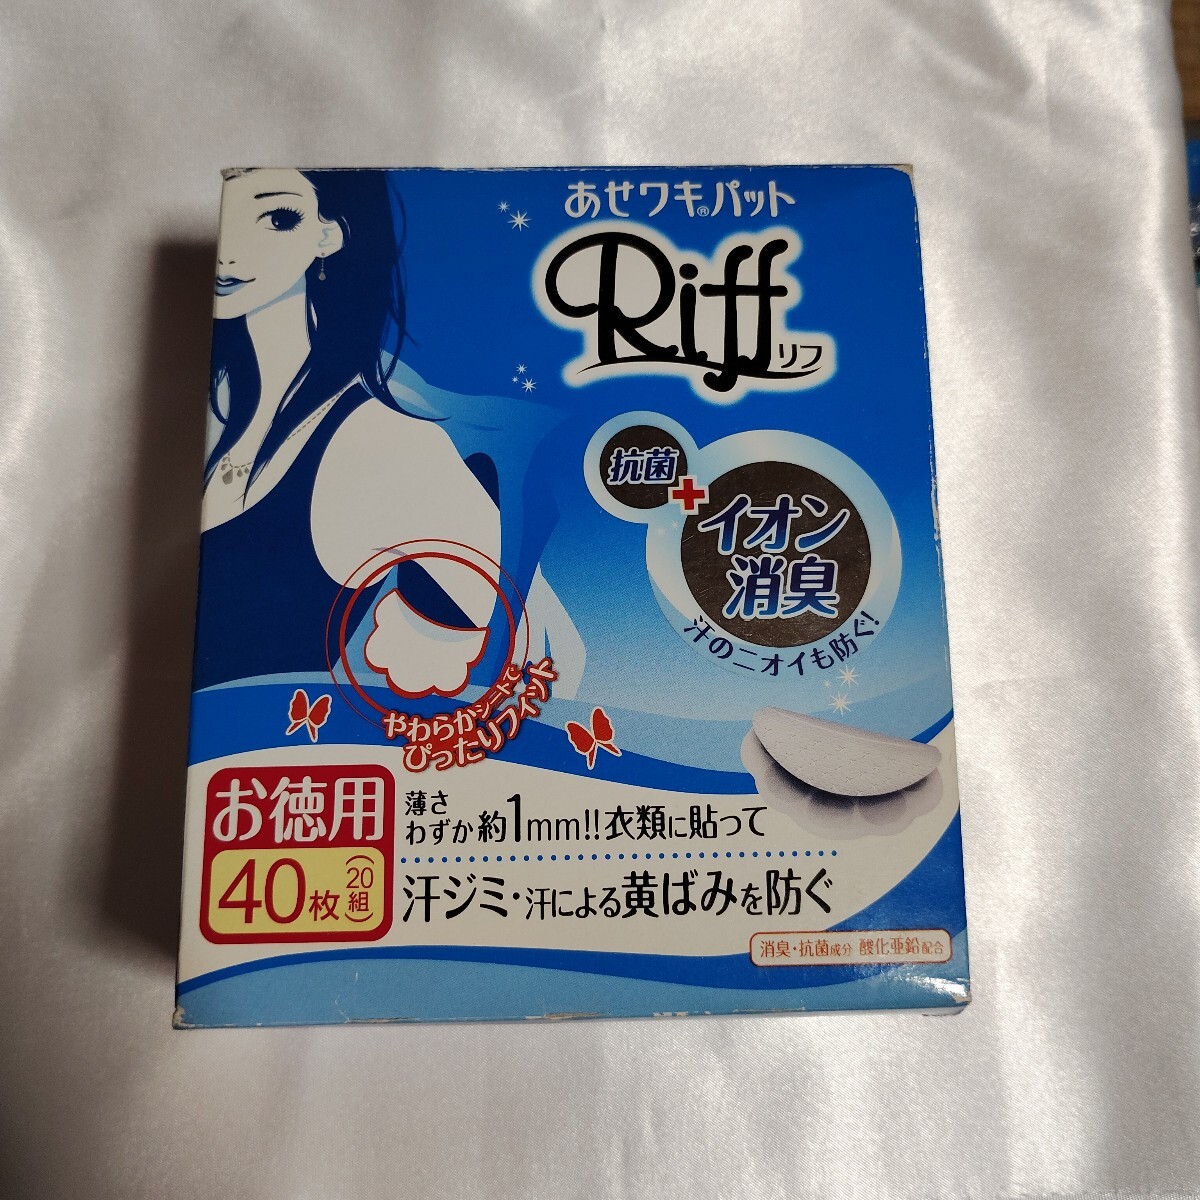 あせワキ®パット
Riff
リフ
抗菌
+
イオン
消臭
汗のニオイも防ぐ!
やわらかシートで
ぴったりフィット
お徳用
40枚(20組)
薄さ
わずか約1mm!!衣類に貼って
汗ジミ・汗による黄ばみを防ぐ
消臭・抗菌成分 酸化亜鉛配合